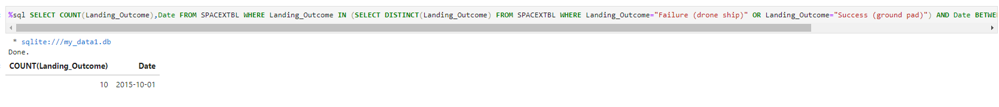 %sql SELECT COUNT(Landing_Outcome),Date FROM SPACEXTBL WHERE Landing_Outcome IN (SELECT DISTINCT(Landing_Outcome) FROM SPACEXTBL WHERE Landing_Outcome="Failure (drone ship)" OR Landing_Outcome="Success (ground pad)") AND Date BETWE
* sqlite:///my_data1.db
Done.
COUNT(Landing_Outcome) Date
10 2015-10-01